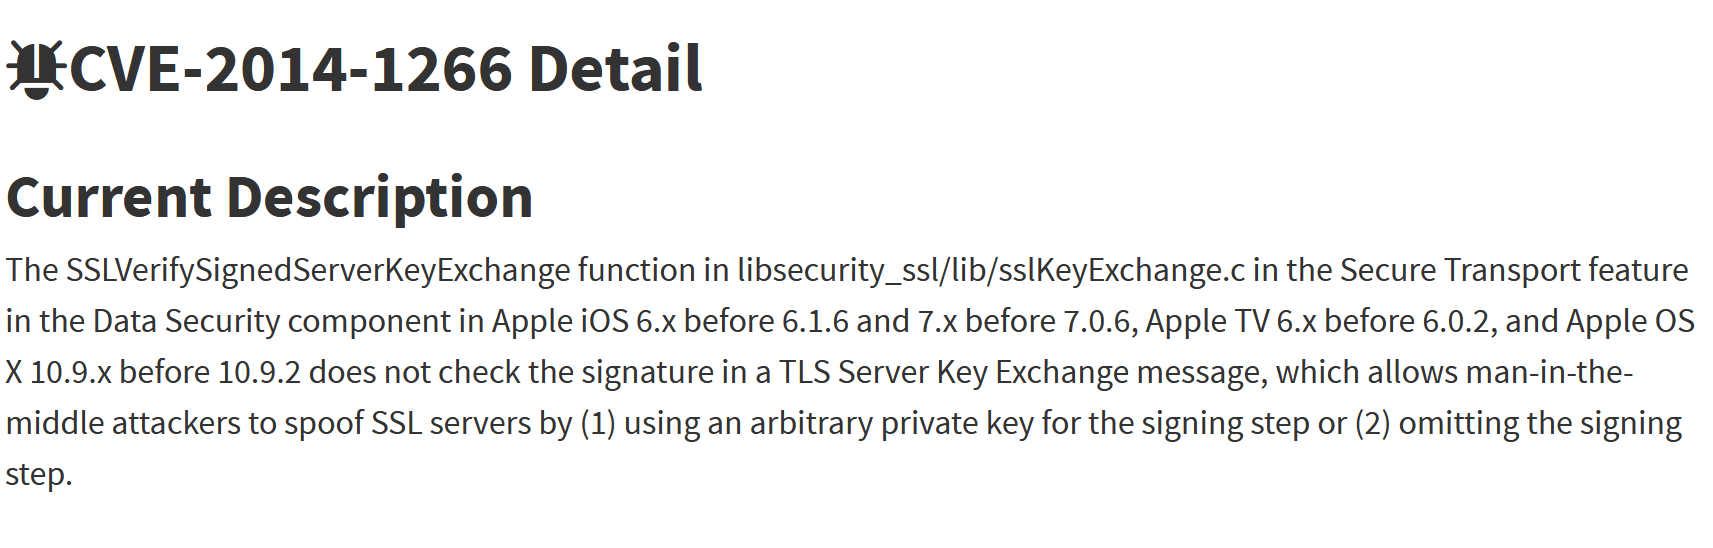 CVE-2014-1266 Detail
Current Description
The SSLVerifySignedServerKeyExchange function in libsecurity_ssl/lib/sslKeyExchange.c in the Secure Transport feature
in the Data Security component in Apple iOS 6.x before 6.1.6 and 7.x before 7.0.6, Apple TV 6.x before 6.0.2, and Apple OS
X 10.9.x before 10.9.2 does not check the signature in a TLS Server Key Exchange message, which allows man-in-the-
middle attackers to spoof SSL servers by (1) using an arbitrary private key for the signing step or (2) omitting the signing
step.